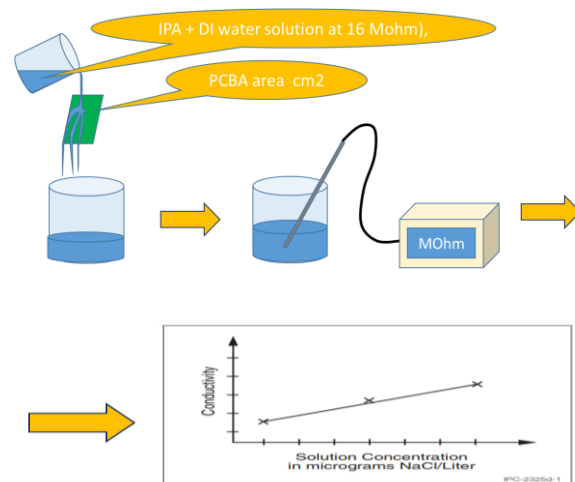 IPA + DI water solution at 16 Mohm),
PCBA area cm2
MOhm
Conductivity
Solution Concentration
in micrograms NaCl/Liter
IPC-2325d-1